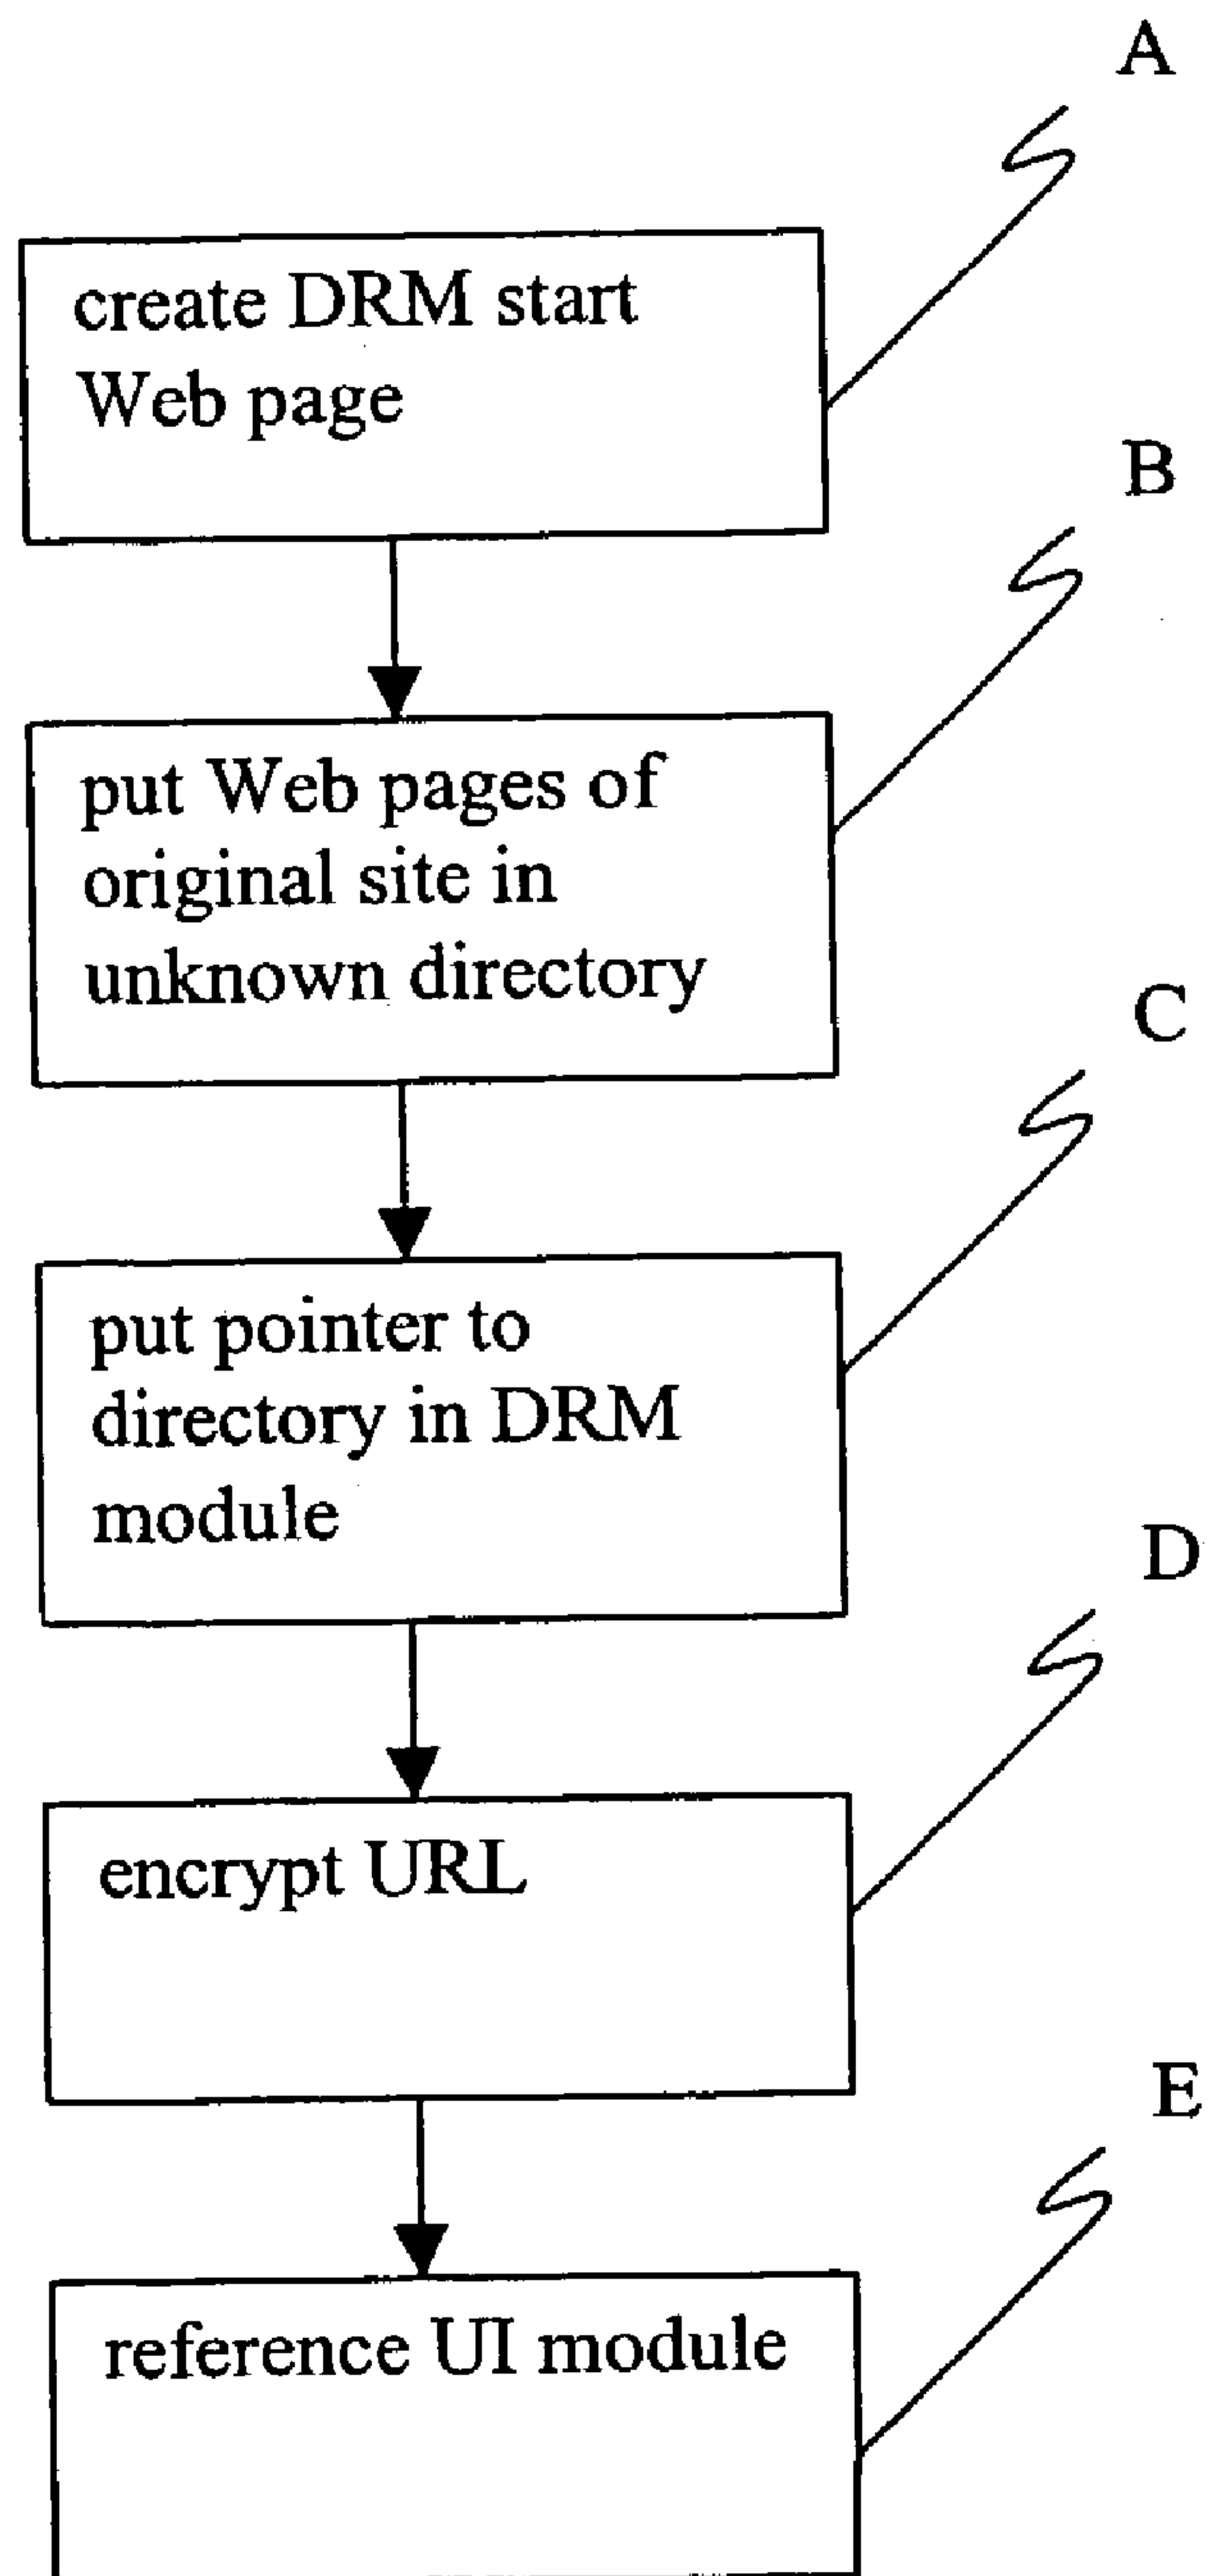 A
create DRM start
Web page
B
put Web pages of
original site in
unknown directory
C
put pointer to
directory in DRM
module
D
encrypt URL
E
reference UI module